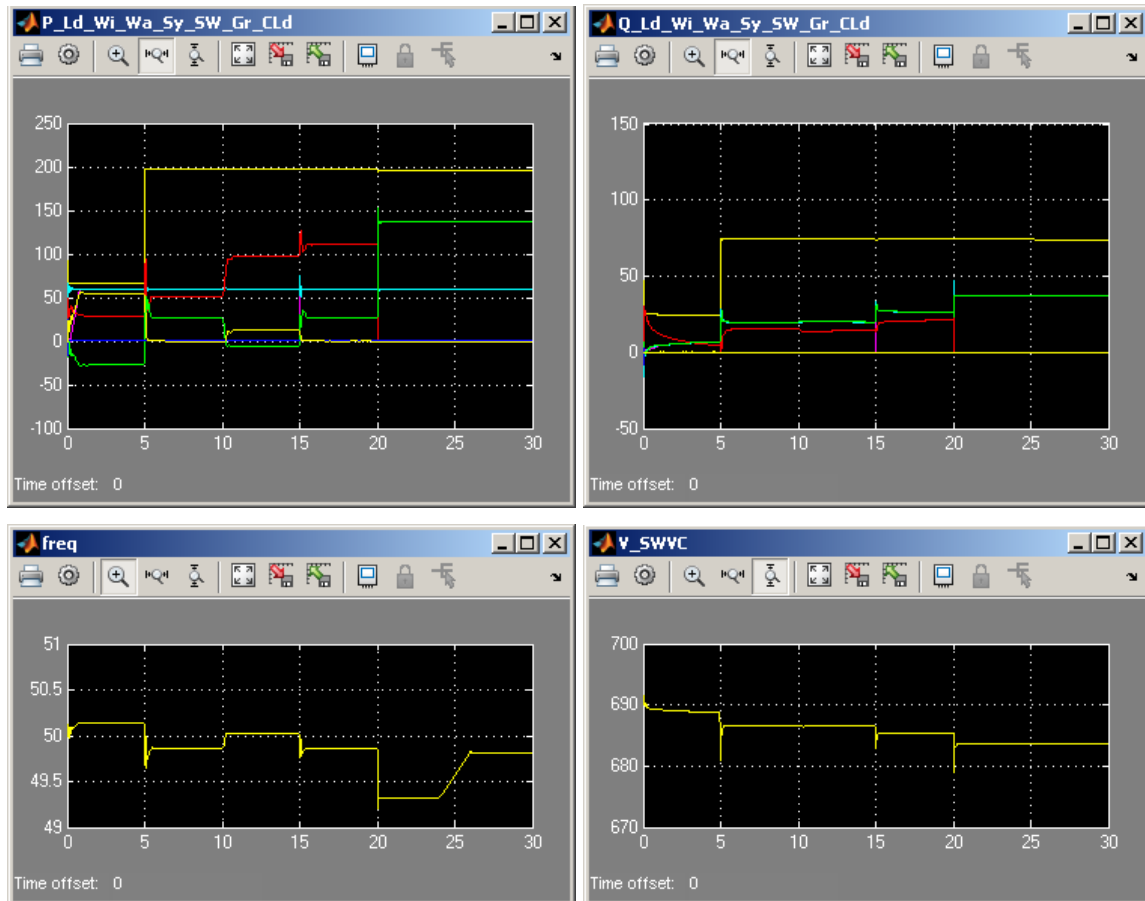 P_Ld_Wi_Wa_Sy_SW_Gr_CLd
250
200
150
100
50
0
-50
-100
0 5 10 15 20 25 30
Time offset: 0
Q_Ld_Wi_Wa_Sy_SW_Gr_CLd
150
100
50
0
-50
0 5 10 15 20 25 30
Time offset: 0
freq
51
50.5
50
49.5
49
0 5 10 15 20 25 30
Time offset: 0
V_SWVC
700
690
680
670
0 5 10 15 20 25 30
Time offset: 0